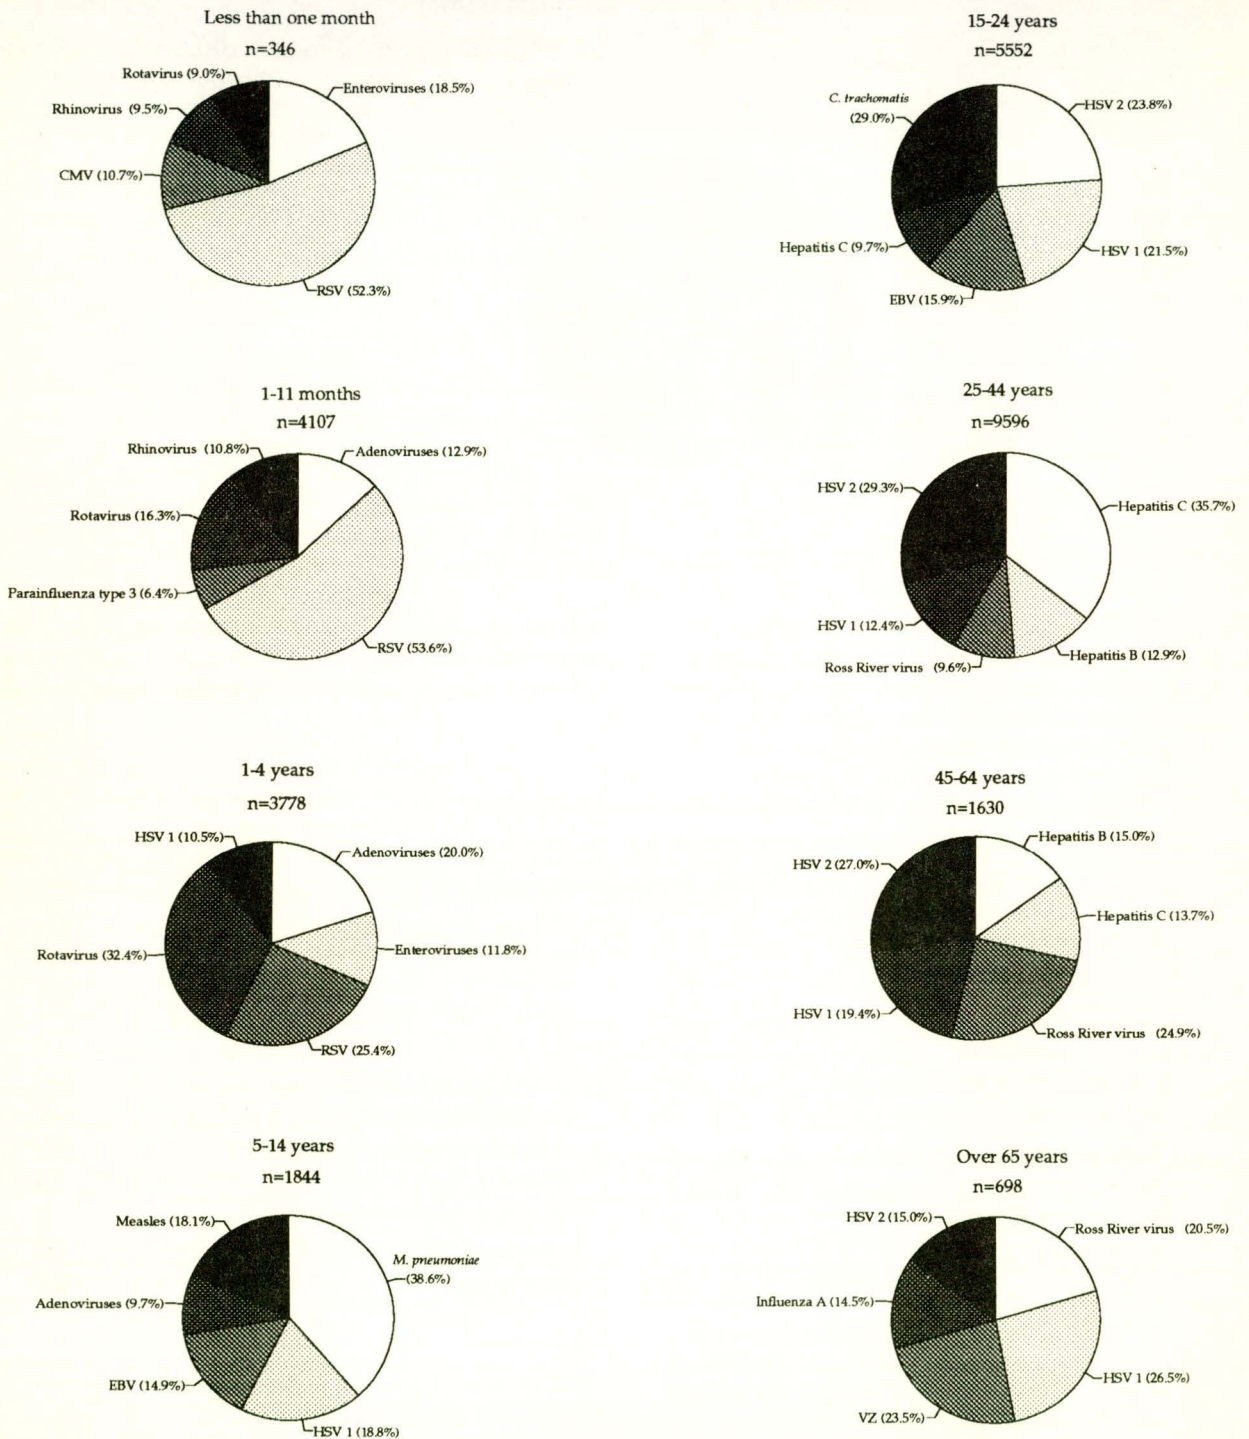 Less than one month
n=346
Rotavirus (9.0%)
Enteroviruses (18.5%)
Rhinovirus (9.5%)
CMV (10.7%)
RSV (52.3%)
15-24 years
n=5552
C. trachomatis
(29.0%)
HSV 2 (23.8%)
Hepatitis C (9.7%)
HSV 1 (21.5%)
EBV (15.9%)
1-11 months
n=4107
Rhinovirus (10.8%)
Adenoviruses (12.9%)
Rotavirus (16.3%)
Parainfluenza type 3 (6.4%)
RSV (53.6%)
25-44 years
n=9596
HSV 2 (29.3%)
Hepatitis C (35.7%)
HSV 1 (12.4%)
Hepatitis B (12.9%)
Ross River virus (9.6%)
1-4 years
n=3778
HSV 1 (10.5%)
Adenoviruses (20.0%)
Rotavirus (32.4%)
Enteroviruses (11.8%)
RSV (25.4%)
45-64 years
n=1630
Hepatitis B (15.0%)
HSV 2 (27.0%)
Hepatitis C (13.7%)
HSV 1 (19.4%)
Ross River virus (24.9%)
5-14 years
n=1844
Measles (18.1%)
M. pneumoniae
(38.6%)
Adenoviruses (9.7%)
EBV (14.9%)
HSV 1 (18.8%)
Over 65 years
n=698
HSV 2 (15.0%)
Ross River virus (20.5%)
Influenza A (14.5%)
HSV 1 (26.5%)
VZ (23.5%)